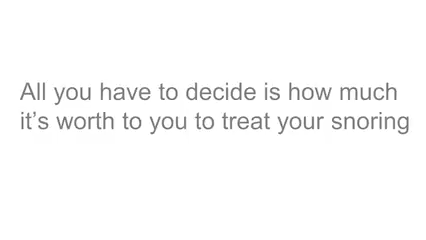 All you have to decide is how much
it’s worth to you to treat your snoring